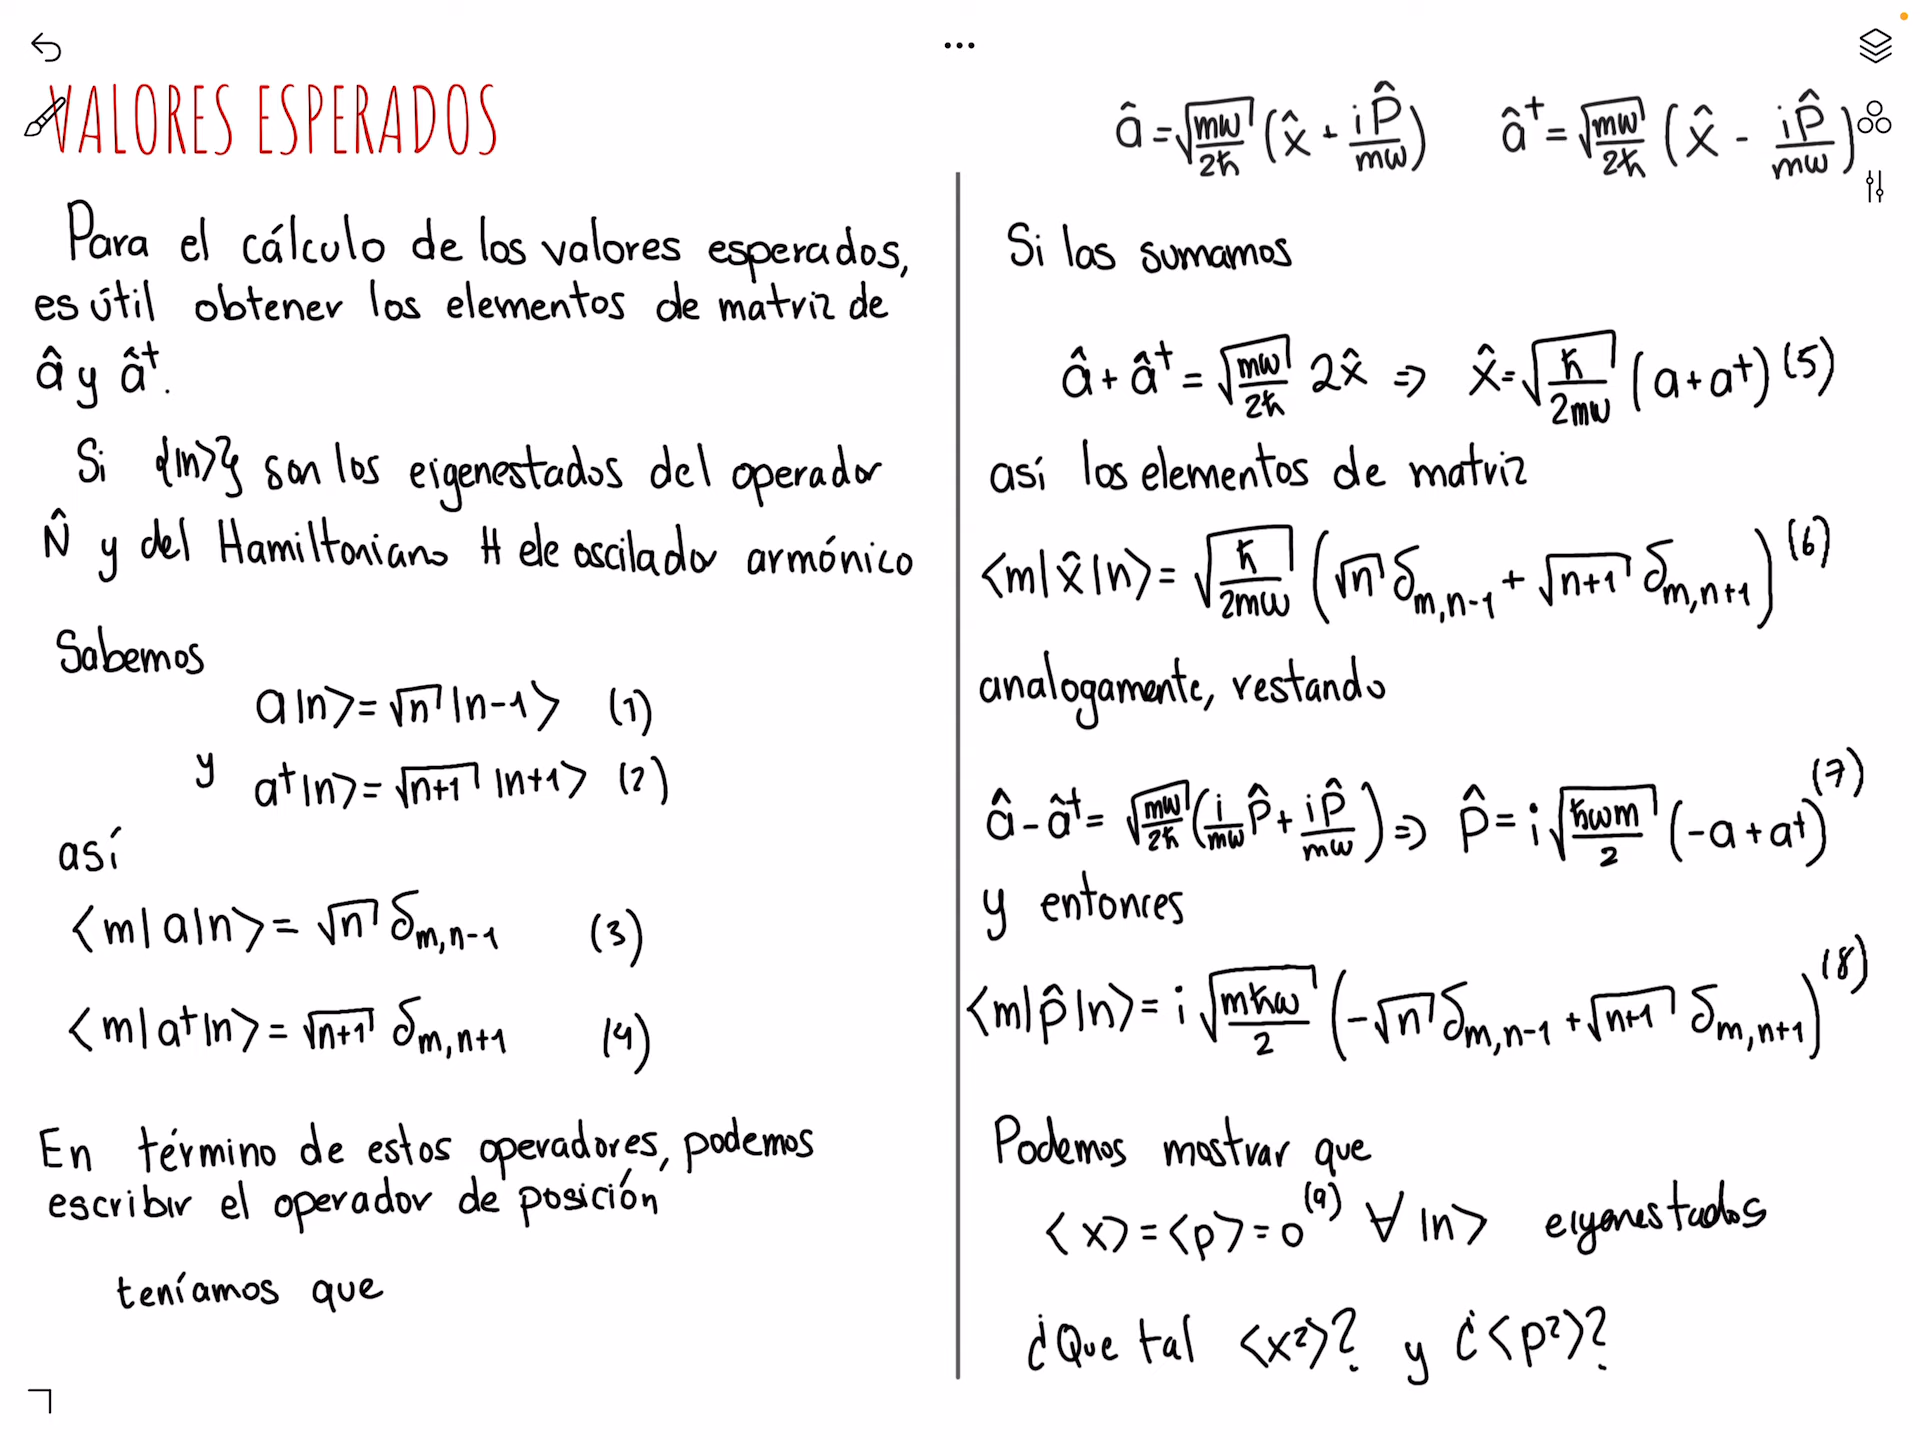 VALORES ESPERADOS
Para el cálculo de los valores esperados,
es útil obtener los elementos de matriz de
â y â†.
Si {|n>} son los eigenestados del operador
N̂ y del Hamiltoniano H ele oscilador armónico
Sabemos
a|n> = √n |n-1> (1)
y a†|n> = √(n+1) |n+1> (2)
así
<m|a|n> = √n δm,n-1 (3)
<m|a†|n> = √(n+1) δm,n+1 (4)
En término de estos operadores, podemos
escribir el operador de posición
teníamos que
â = √(mω/2ħ) (x̂ + iP̂/mω) â† = √(mω/2ħ) (x̂ - iP̂/mω)
Si las sumamos
â + â† = √(mω/2ħ) 2x̂ => x̂ = √(ħ/2mω) (a+a†) (5)
así los elementos de matriz
<m|x̂|n> = √(ħ/2mω) (√n δm,n-1 + √(n+1) δm,n+1) (6)
analogamente, restando
â - â† = √(mω/2ħ) (i/mω P̂ + iP̂/mω) => P̂ = i√(ħωm/2) (-a+a†) (7)
y entonces
<m|p̂|n> = i√(mħω/2) (-√n δm,n-1 + √(n+1) δm,n+1) (8)
Podemos mostrar que
<x> = <p> = 0 (9) ∀ |n> eigenestados
¿Que tal <x²>? y ¿<p²>?